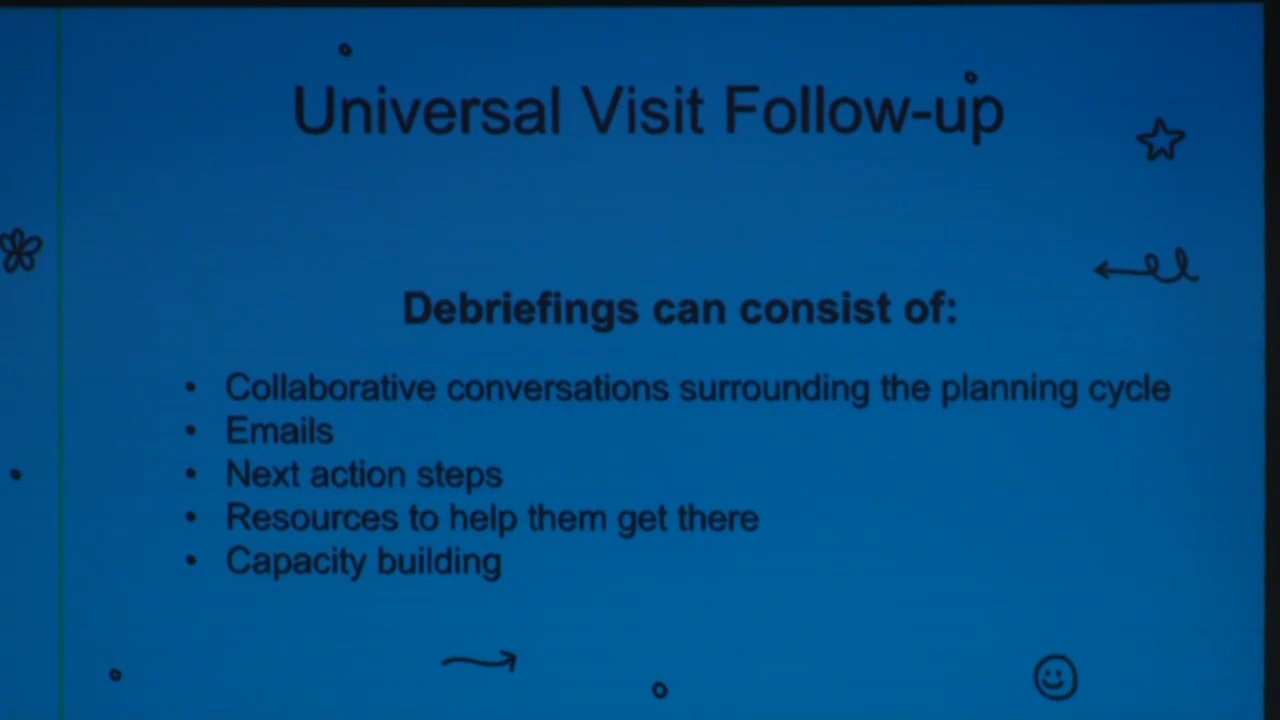 Universal Visit Follow-up
Debriefings can consist of:
• Collaborative conversations surrounding the planning cycle
• Emails
• Next action steps
• Resources to help them get there
• Capacity building